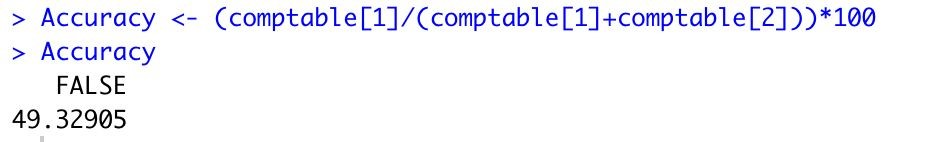 > Accuracy <- (comptable[1]/(comptable[1]+comptable[2]))*100
> Accuracy
FALSE
49.32905